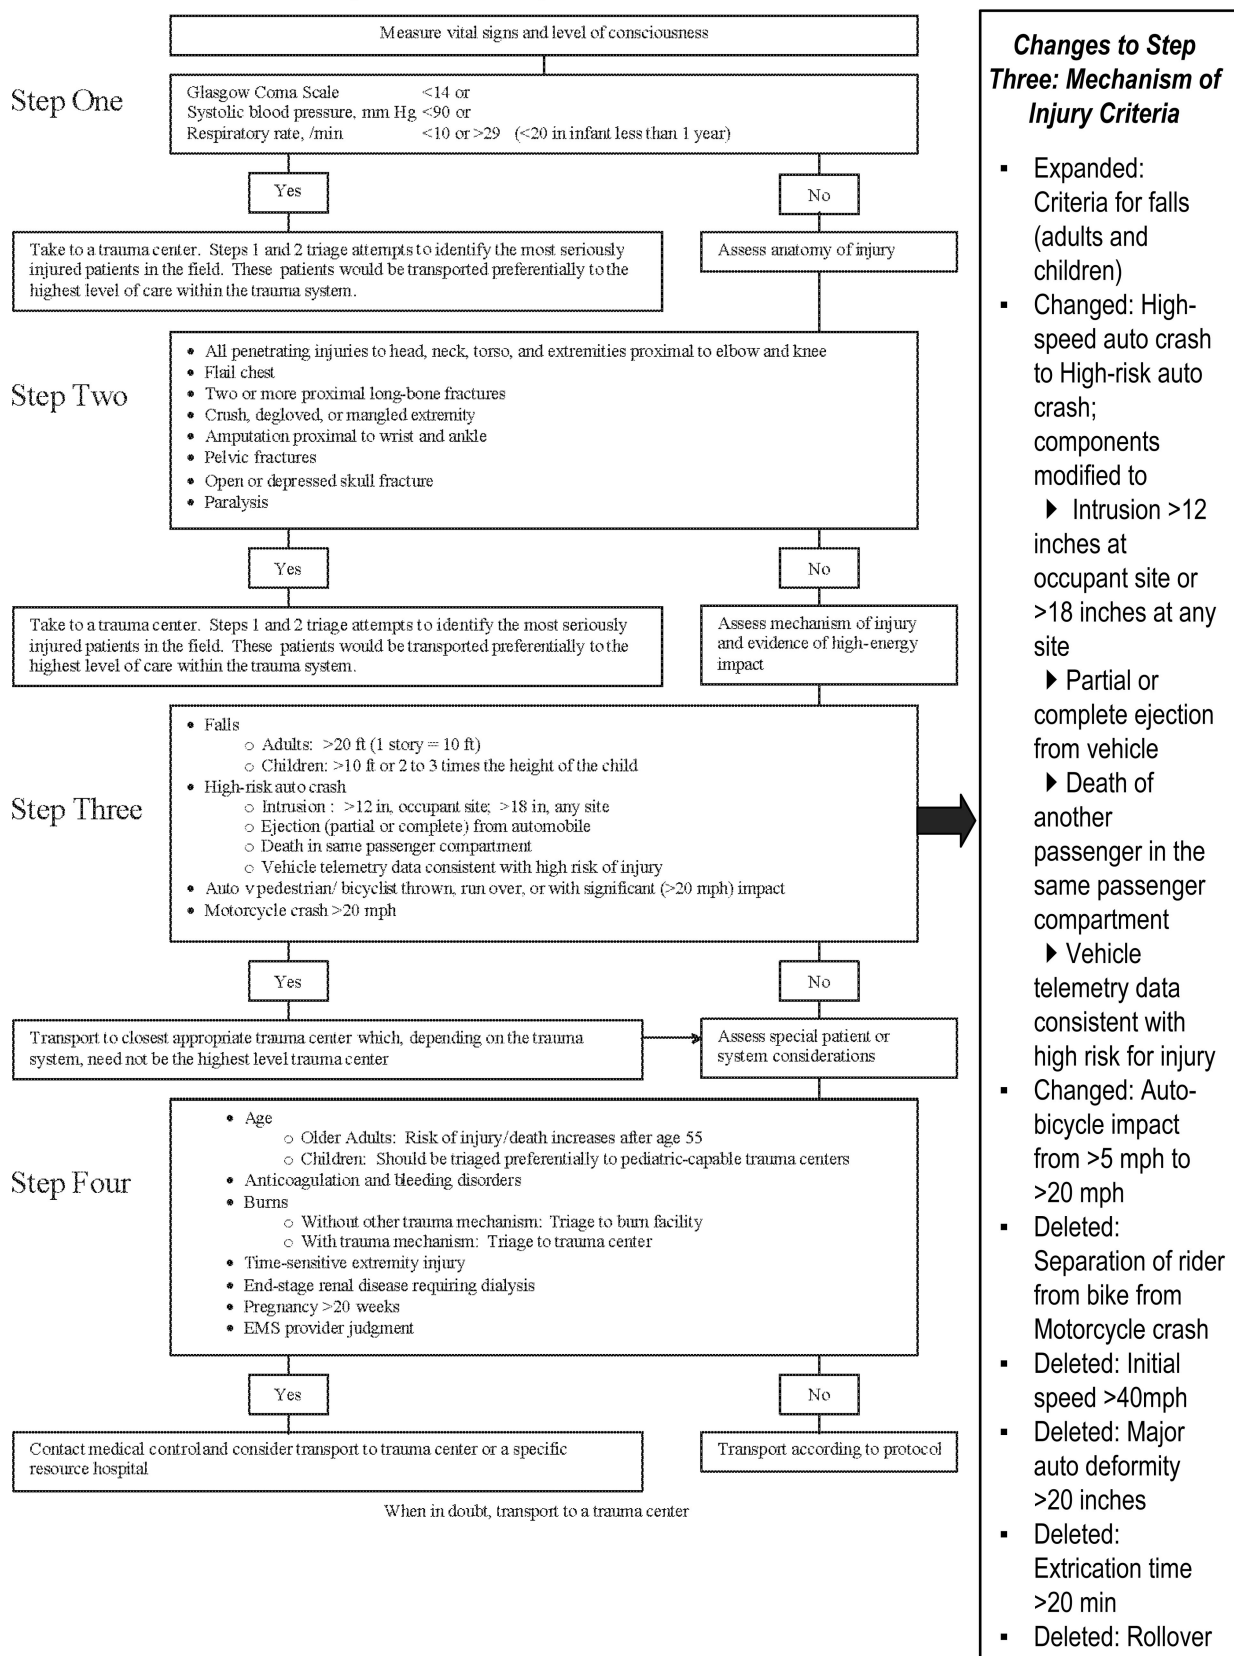 Measure vital signs and level of consciousness
Step One
Glasgow Coma Scale <14 or
Systolic blood pressure, mm Hg <90 or
Respiratory rate, /min <10 or >29 (<20 in infant less than 1 year)
Yes
No
Take to a trauma center. Steps 1 and 2 triage attempts to identify the most seriously
injured patients in the field. These patients would be transported preferentially to the
highest level of care within the trauma system.
Assess anatomy of injury
Step Two
• All penetrating injuries to head, neck, torso, and extremities proximal to elbow and knee
• Flail chest
• Two or more proximal long-bone fractures
• Crush, degloved, or mangled extremity
• Amputation proximal to wrist and ankle
• Pelvic fractures
• Open or depressed skull fracture
• Paralysis
Yes
No
Take to a trauma center. Steps 1 and 2 triage attempts to identify the most seriously
injured patients in the field. These patients would be transported preferentially to the
highest level of care within the trauma system.
Assess mechanism of injury
and evidence of high-energy
impact
Step Three
• Falls
○ Adults: >20 ft (1 story = 10 ft)
○ Children: >10 ft or 2 to 3 times the height of the child
• High-risk auto crash
○ Intrusion : >12 in, occupant site; >18 in, any site
○ Ejection (partial or complete) from automobile
○ Death in same passenger compartment
○ Vehicle telemetry data consistent with high risk of injury
• Auto v pedestrian/ bicyclist thrown, run over, or with significant (>20 mph) impact
• Motorcycle crash >20 mph
Yes
No
Transport to closest appropriate trauma center which, depending on the trauma
system, need not be the highest level trauma center
Assess special patient or
system considerations
Step Four
• Age
○ Older Adults: Risk of injury/death increases after age 55
○ Children: Should be triaged preferentially to pediatric-capable trauma centers
• Anticoagulation and bleeding disorders
• Burns
○ Without other trauma mechanism: Triage to burn facility
○ With trauma mechanism: Triage to trauma center
• Time-sensitive extremity injury
• End-stage renal disease requiring dialysis
• Pregnancy >20 weeks
• EMS provider judgment
Yes
No
Contact medical control and consider transport to trauma center or a specific
resource hospital
Transport according to protocol
When in doubt, transport to a trauma center
Changes to Step
Three: Mechanism of
Injury Criteria
▪ Expanded:
Criteria for falls
(adults and
children)
▪ Changed: High-
speed auto crash
to High-risk auto
crash;
components
modified to
Intrusion >12
inches at
occupant site or
>18 inches at any
site
Partial or
complete ejection
from vehicle
Death of
another
passenger in the
same passenger
compartment
Vehicle
telemetry data
consistent with
high risk for injury
▪ Changed: Auto-
bicycle impact
from >5 mph to
>20 mph
▪ Deleted:
Separation of rider
from bike from
Motorcycle crash
▪ Deleted: Initial
speed >40mph
▪ Deleted: Major
auto deformity
>20 inches
▪ Deleted:
Extrication time
>20 min
▪ Deleted: Rollover